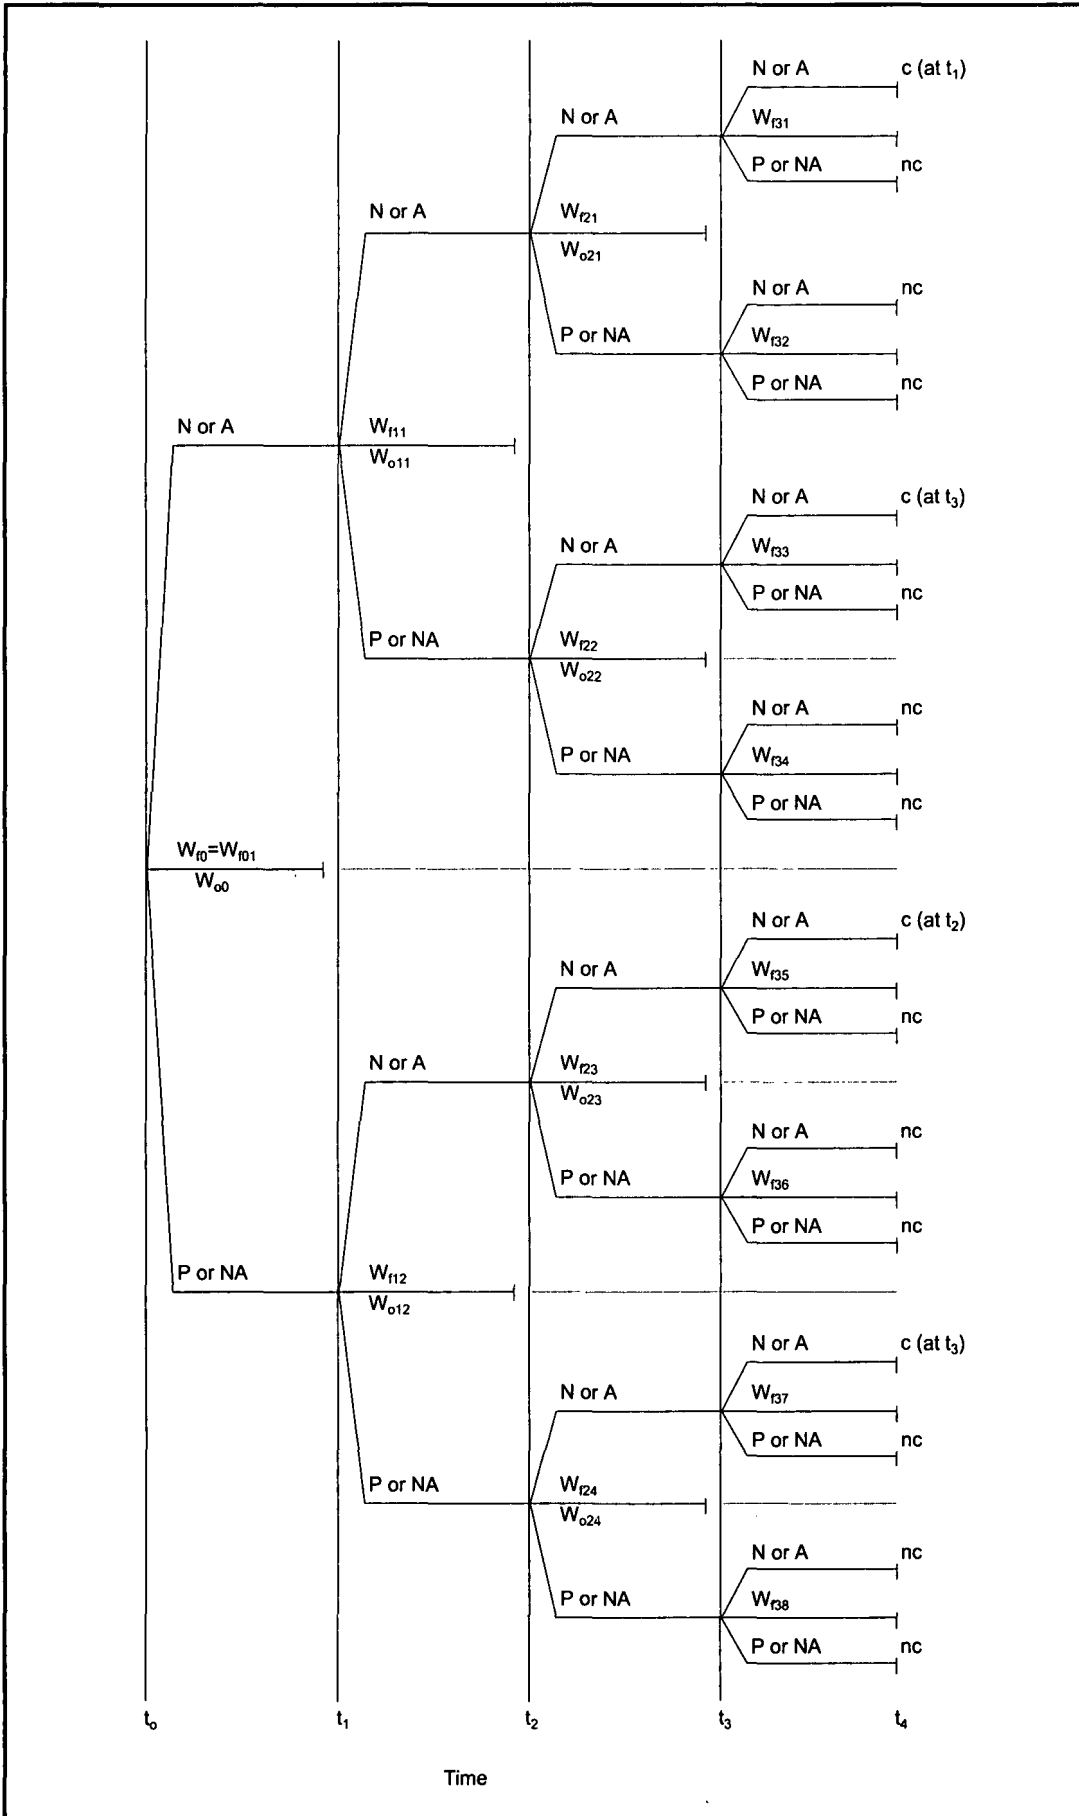 N or A c (at t1)
N or A Wf31
P or NA nc
N or A Wf21
Wo21
N or A nc
P or NA Wf32
P or NA nc
N or A Wf11
Wo11
N or A c (at t3)
N or A Wf33
P or NA nc
P or NA Wf22
Wo22
N or A nc
P or NA Wf34
P or NA nc
Wf0=Wf01
Wo0
N or A c (at t2)
N or A Wf35
P or NA nc
N or A Wf23
Wo23
N or A nc
P or NA Wf36
P or NA nc
P or NA Wf12
Wo12
N or A c (at t3)
N or A Wf37
P or NA nc
P or NA Wf24
Wo24
N or A nc
P or NA Wf38
P or NA nc
to t1 t2 t3 t4
Time